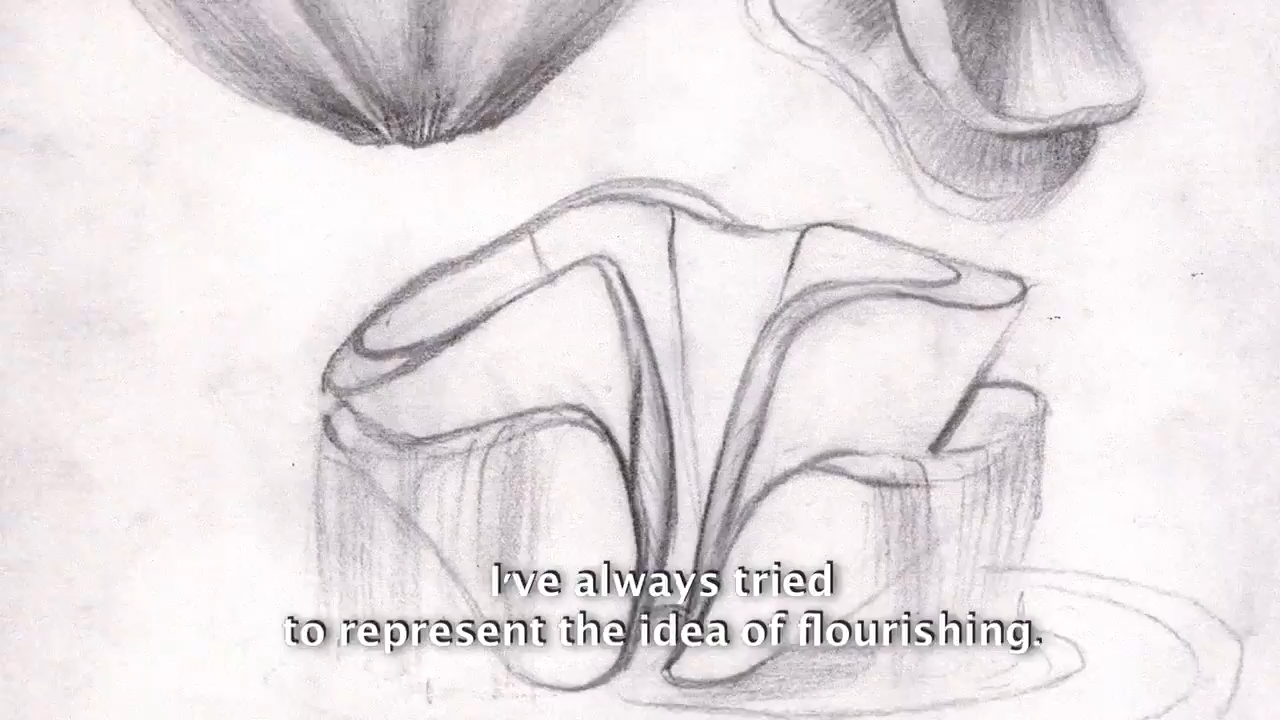 I've always tried
to represent the idea of flourishing.